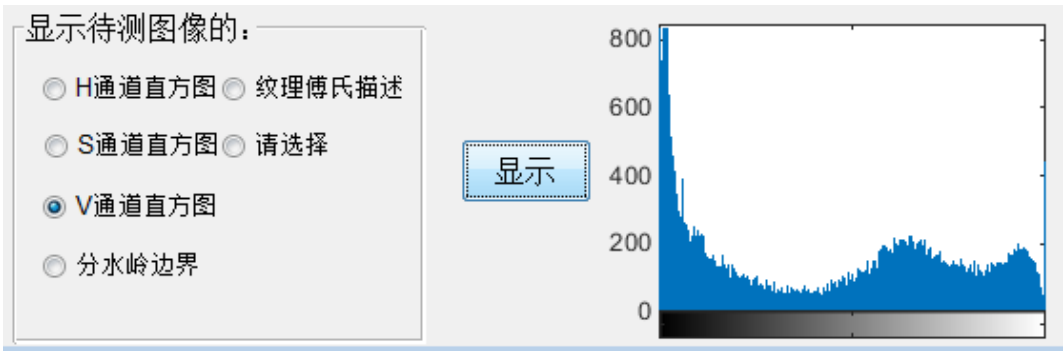 显示待测图像的:
H通道直方图 纹理傅氏描述
S通道直方图 请选择
V通道直方图
分水岭边界
显示
800
600
400
200
0